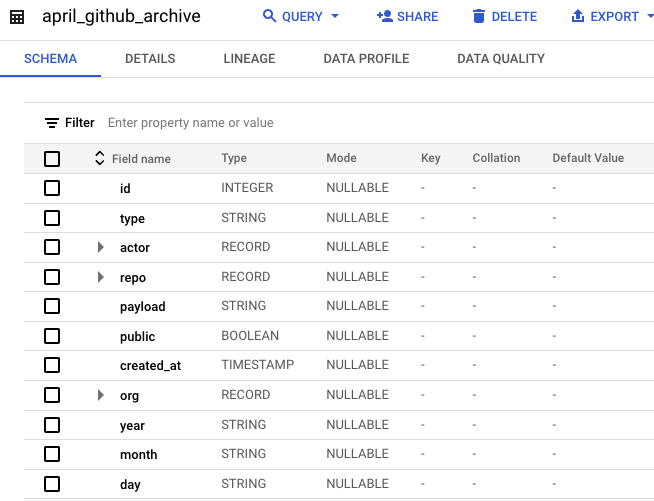 april_github_archive QUERY SHARE DELETE EXPORT
SCHEMA DETAILS LINEAGE DATA PROFILE DATA QUALITY
Filter Enter property name or value
Field name Type Mode Key Collation Default Value
id INTEGER NULLABLE - - -
type STRING NULLABLE - - -
actor RECORD NULLABLE - - -
repo RECORD NULLABLE - - -
payload STRING NULLABLE - - -
public BOOLEAN NULLABLE - - -
created_at TIMESTAMP NULLABLE - - -
org RECORD NULLABLE - - -
year STRING NULLABLE - - -
month STRING NULLABLE - - -
day STRING NULLABLE - - -